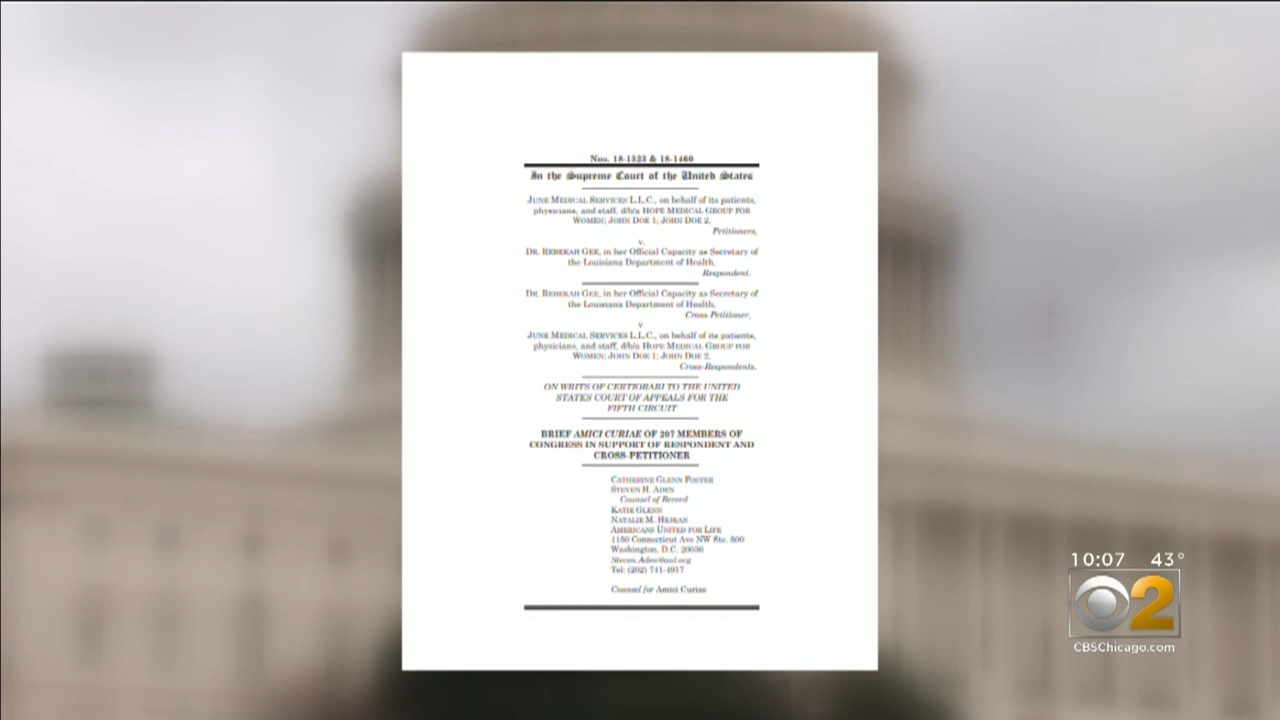 Nos. 18-1323 & 18-1460
In the Supreme Court of the United States
JUNE MEDICAL SERVICES L.L.C., on behalf of its patients,
physicians, and staff, d/b/a HOPE MEDICAL GROUP FOR
WOMEN; JOHN DOE 1; JOHN DOE 2,
Petitioners,
v.
DR. REBEKAH GEE, in her Official Capacity as Secretary of
the Louisiana Department of Health,
Respondent.
DR. REBEKAH GEE, in her Official Capacity as Secretary of
the Louisiana Department of Health,
Cross-Petitioner,
v.
JUNE MEDICAL SERVICES L.L.C., on behalf of its patients,
physicians, and staff, d/b/a HOPE MEDICAL GROUP FOR
WOMEN; JOHN DOE 1; JOHN DOE 2,
Cross-Respondents.
ON WRITS OF CERTIORARI TO THE UNITED
STATES COURT OF APPEALS FOR THE
FIFTH CIRCUIT
BRIEF AMICI CURIAE OF 207 MEMBERS OF
CONGRESS IN SUPPORT OF RESPONDENT AND
CROSS-PETITIONER
CATHERINE GLENN FOSTER
STEVEN H. ADEN
Counsel of Record
KATIE GLENN
NATALIE M. HEJRAN
AMERICANS UNITED FOR LIFE
1150 Connecticut Ave NW Ste. 500
Washington, D.C. 20036
Steven.Aden@aul.org
Tel: (202) 741-4917
Counsel for Amici Curiae
10:07 43°
2
CBSChicago.com